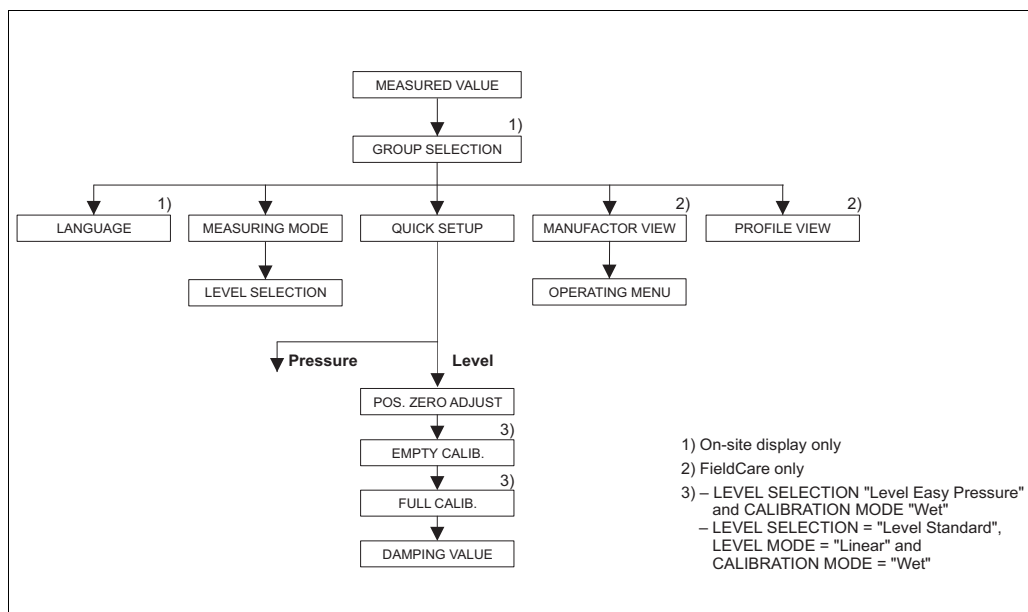 MEASURED VALUE
1)
GROUP SELECTION
1)
2)
2)
LANGUAGE
MEASURING MODE
QUICK SETUP
MANUFACTOR VIEW
PROFILE VIEW
LEVEL SELECTION
OPERATING MENU
Pressure
Level
POS. ZERO ADJUST
3)
EMPTY CALIB.
3)
FULL CALIB.
DAMPING VALUE
1) On-site display only
2) FieldCare only
3) – LEVEL SELECTION "Level Easy Pressure"
and CALIBRATION MODE "Wet"
– LEVEL SELECTION = "Level Standard",
LEVEL MODE = "Linear" and
CALIBRATION MODE = "Wet"